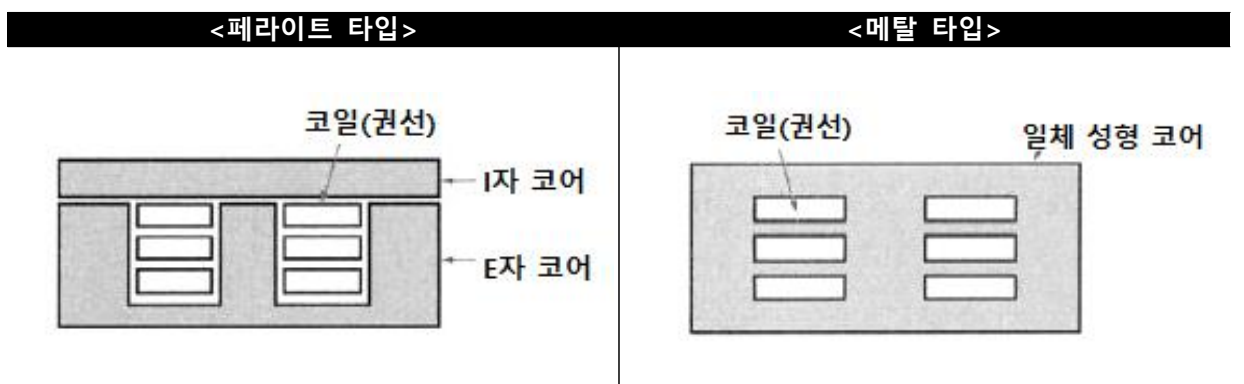 <페라이트 타입>
<메탈 타입>
코일(권선)
I자 코어
E자 코어
코일(권선)
일체 성형 코어